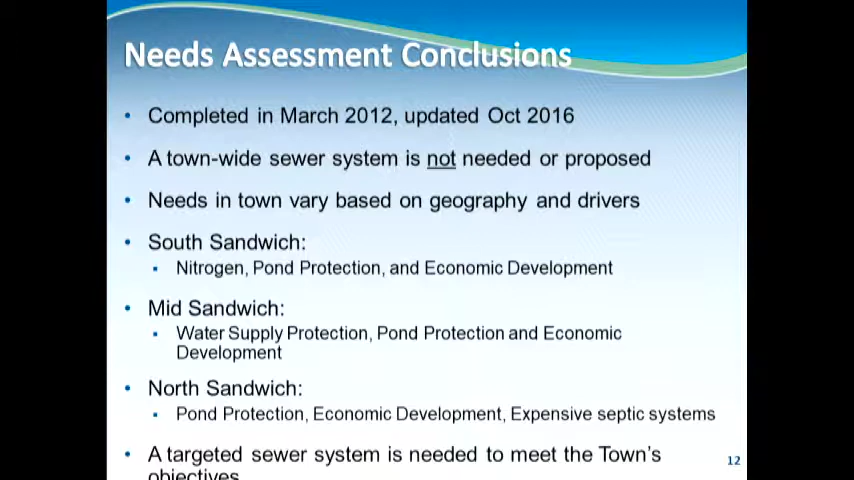 Needs Assessment Conclusions
• Completed in March 2012, updated Oct 2016
• A town-wide sewer system is not needed or proposed
• Needs in town vary based on geography and drivers
• South Sandwich:
▪ Nitrogen, Pond Protection, and Economic Development
• Mid Sandwich:
▪ Water Supply Protection, Pond Protection and Economic
Development
• North Sandwich:
▪ Pond Protection, Economic Development, Expensive septic systems
• A targeted sewer system is needed to meet the Town's
objectives
12